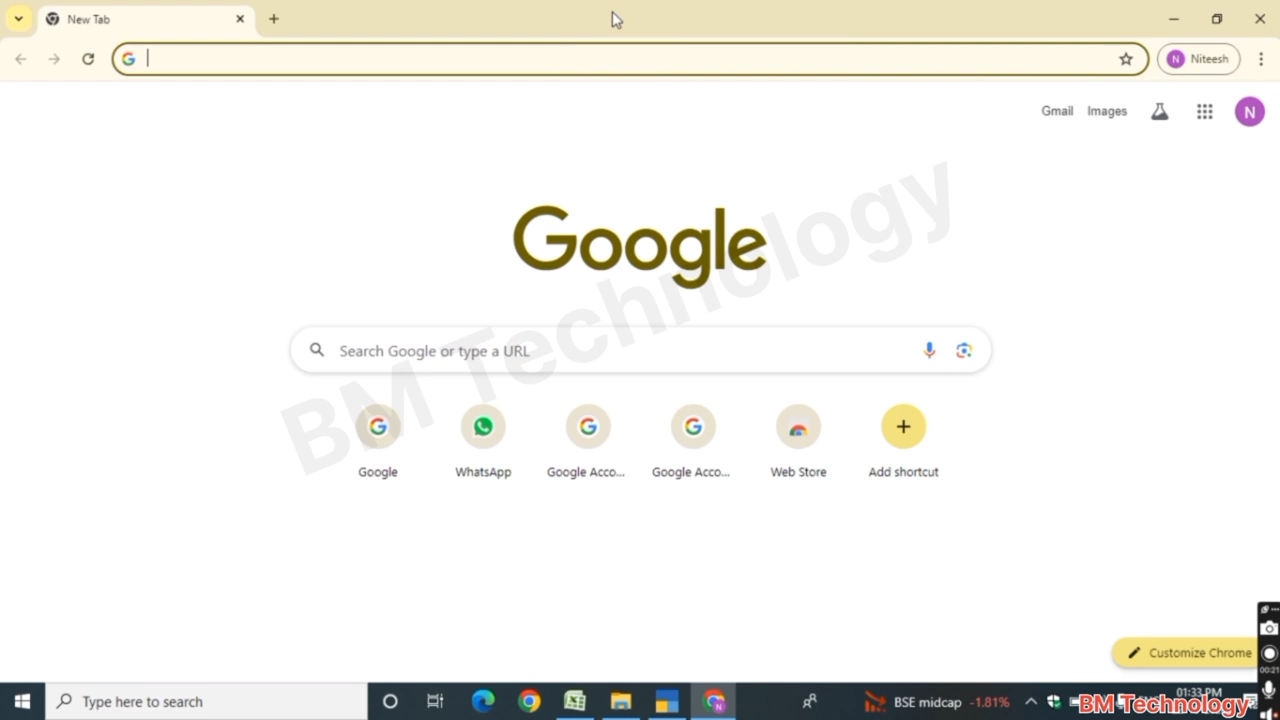 New Tab
Niteesh
N
Gmail Images
N
Google
Search Google or type a URL
Google
WhatsApp
Google Acco...
Google Acco...
Web Store
Add shortcut
BM Technology
Customize Chrome
00:21
Type here to search
BSE midcap -1.81%
01:33 PM
BM Technology